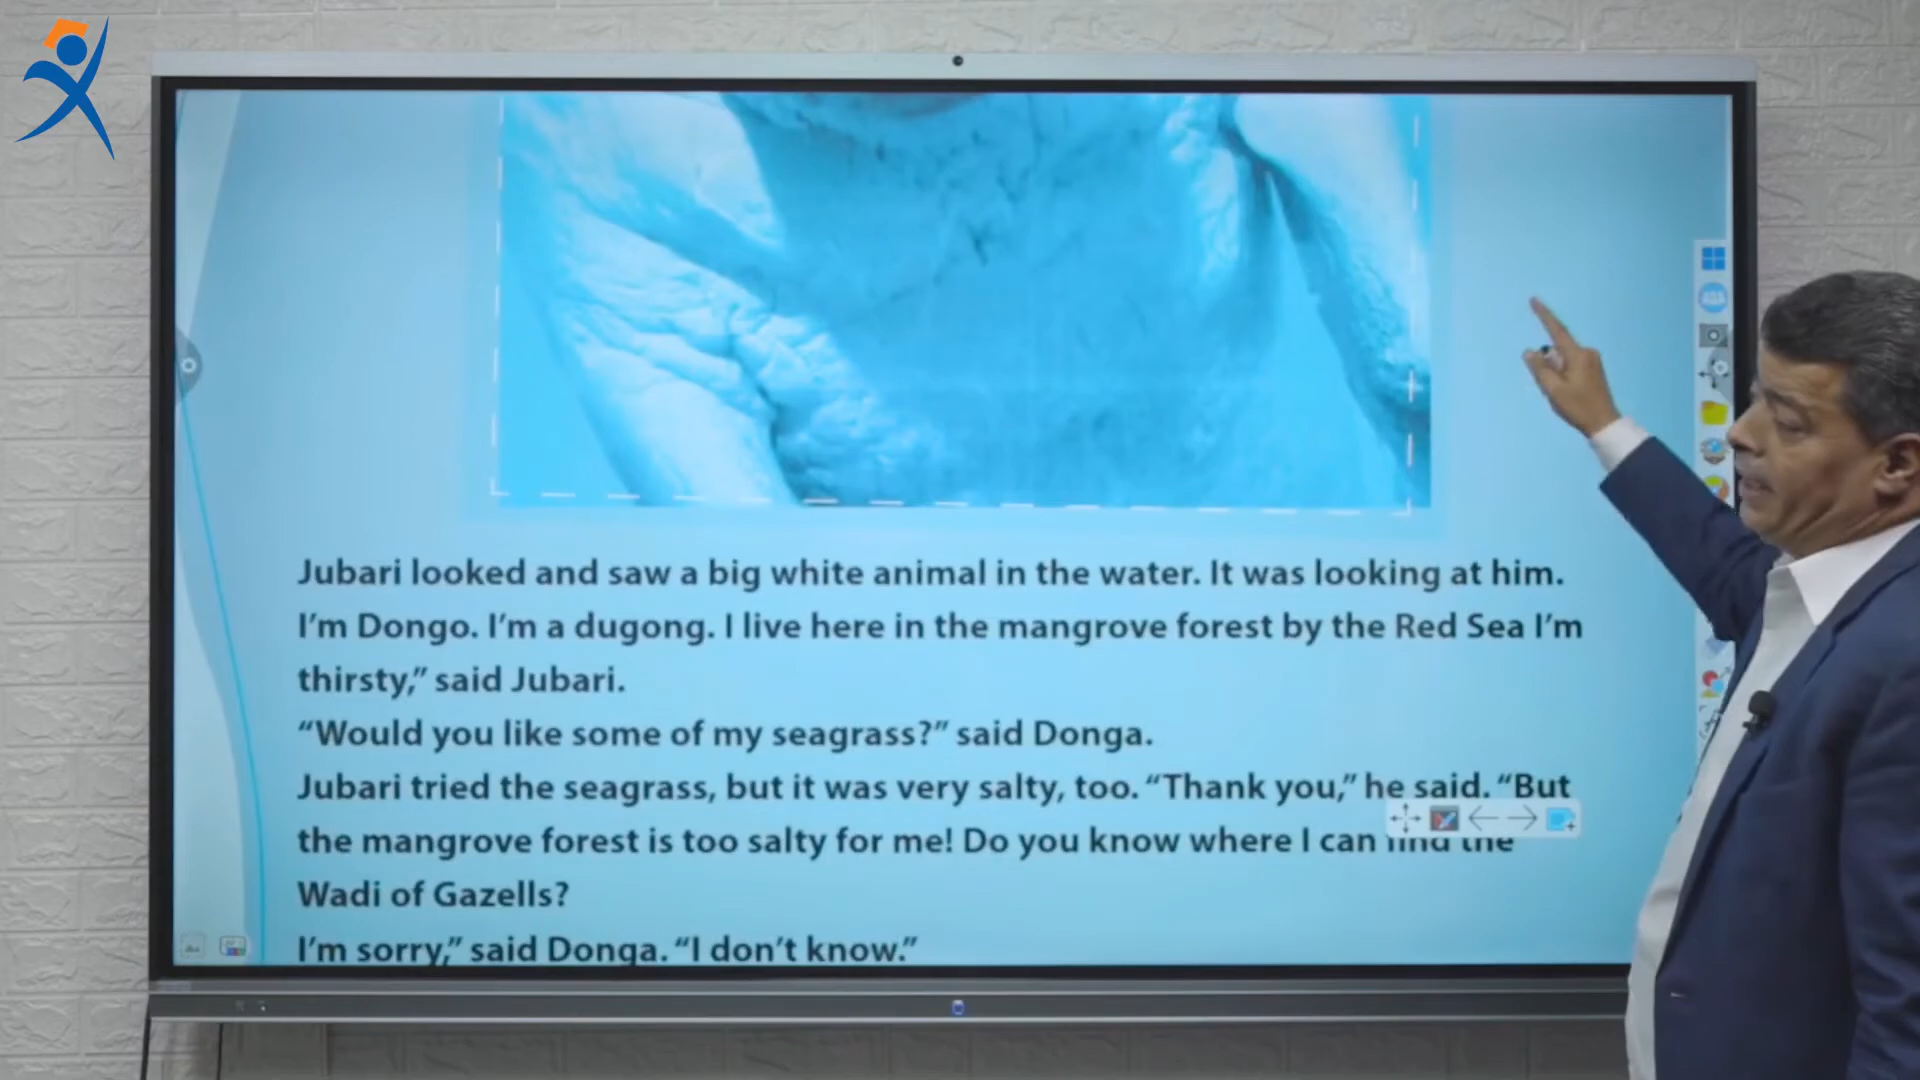 Jubari looked and saw a big white animal in the water. It was looking at him.
I'm Dongo. I'm a dugong. I live here in the mangrove forest by the Red Sea I'm
thirsty,” said Jubari.
“Would you like some of my seagrass?” said Donga.
Jubari tried the seagrass, but it was very salty, too. “Thank you,” he said. “But
the mangrove forest is too salty for me! Do you know where I can find the
Wadi of Gazells?
I'm sorry,” said Donga. “I don't know.”